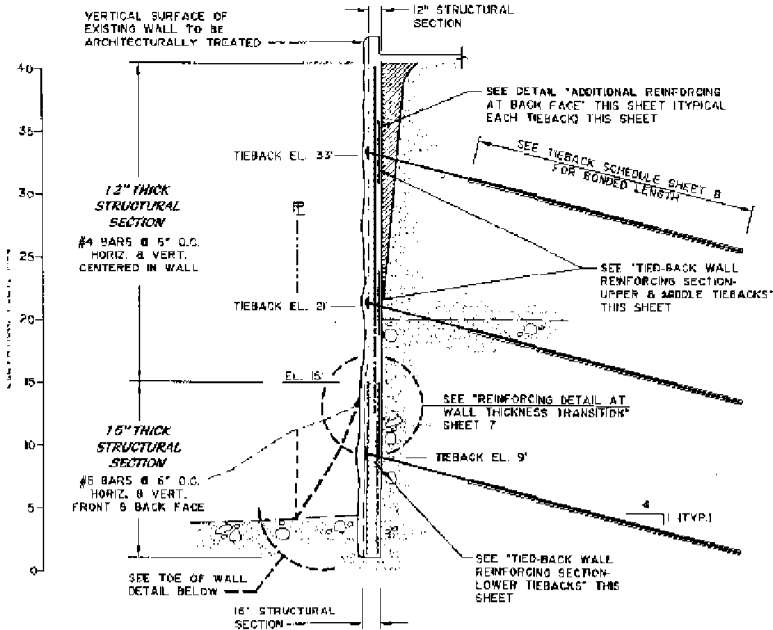 VERTICAL SURFACE OF
EXISTING WALL TO BE
ARCHITECTURALLY TREATED
12" STRUCTURAL
SECTION
40
35
30
25
20
15
10
5
0
12" THICK
STRUCTURAL
SECTION
#4 BARS @ 6" O.C.
HORIZ. & VERT.
CENTERED IN WALL
15" THICK
STRUCTURAL
SECTION
#5 BARS @ 6" O.C.
HORIZ. & VERT.
FRONT & BACK FACE
TIEBACK EL. 33'
TIEBACK EL. 21'
EL. 15'
TIEBACK EL. 9'
SEE DETAIL "ADDITIONAL REINFORCING
AT BACK FACE" THIS SHEET (TYPICAL
EACH TIEBACK) THIS SHEET
SEE TIEBACK SCHEDULE SHEET 8
FOR BONDED LENGTH
SEE "TIED-BACK WALL
REINFORCING SECTION-
UPPER & MIDDLE TIEBACKS"
THIS SHEET
SEE "REINFORCING DETAIL AT
WALL THICKNESS TRANSITION"
SHEET 7
4
1 (TYP.)
SEE "TIED-BACK WALL
REINFORCING SECTION-
LOWER TIEBACKS" THIS
SHEET
SEE TOE OF WALL
DETAIL BELOW
STRUCTURAL
SECTION